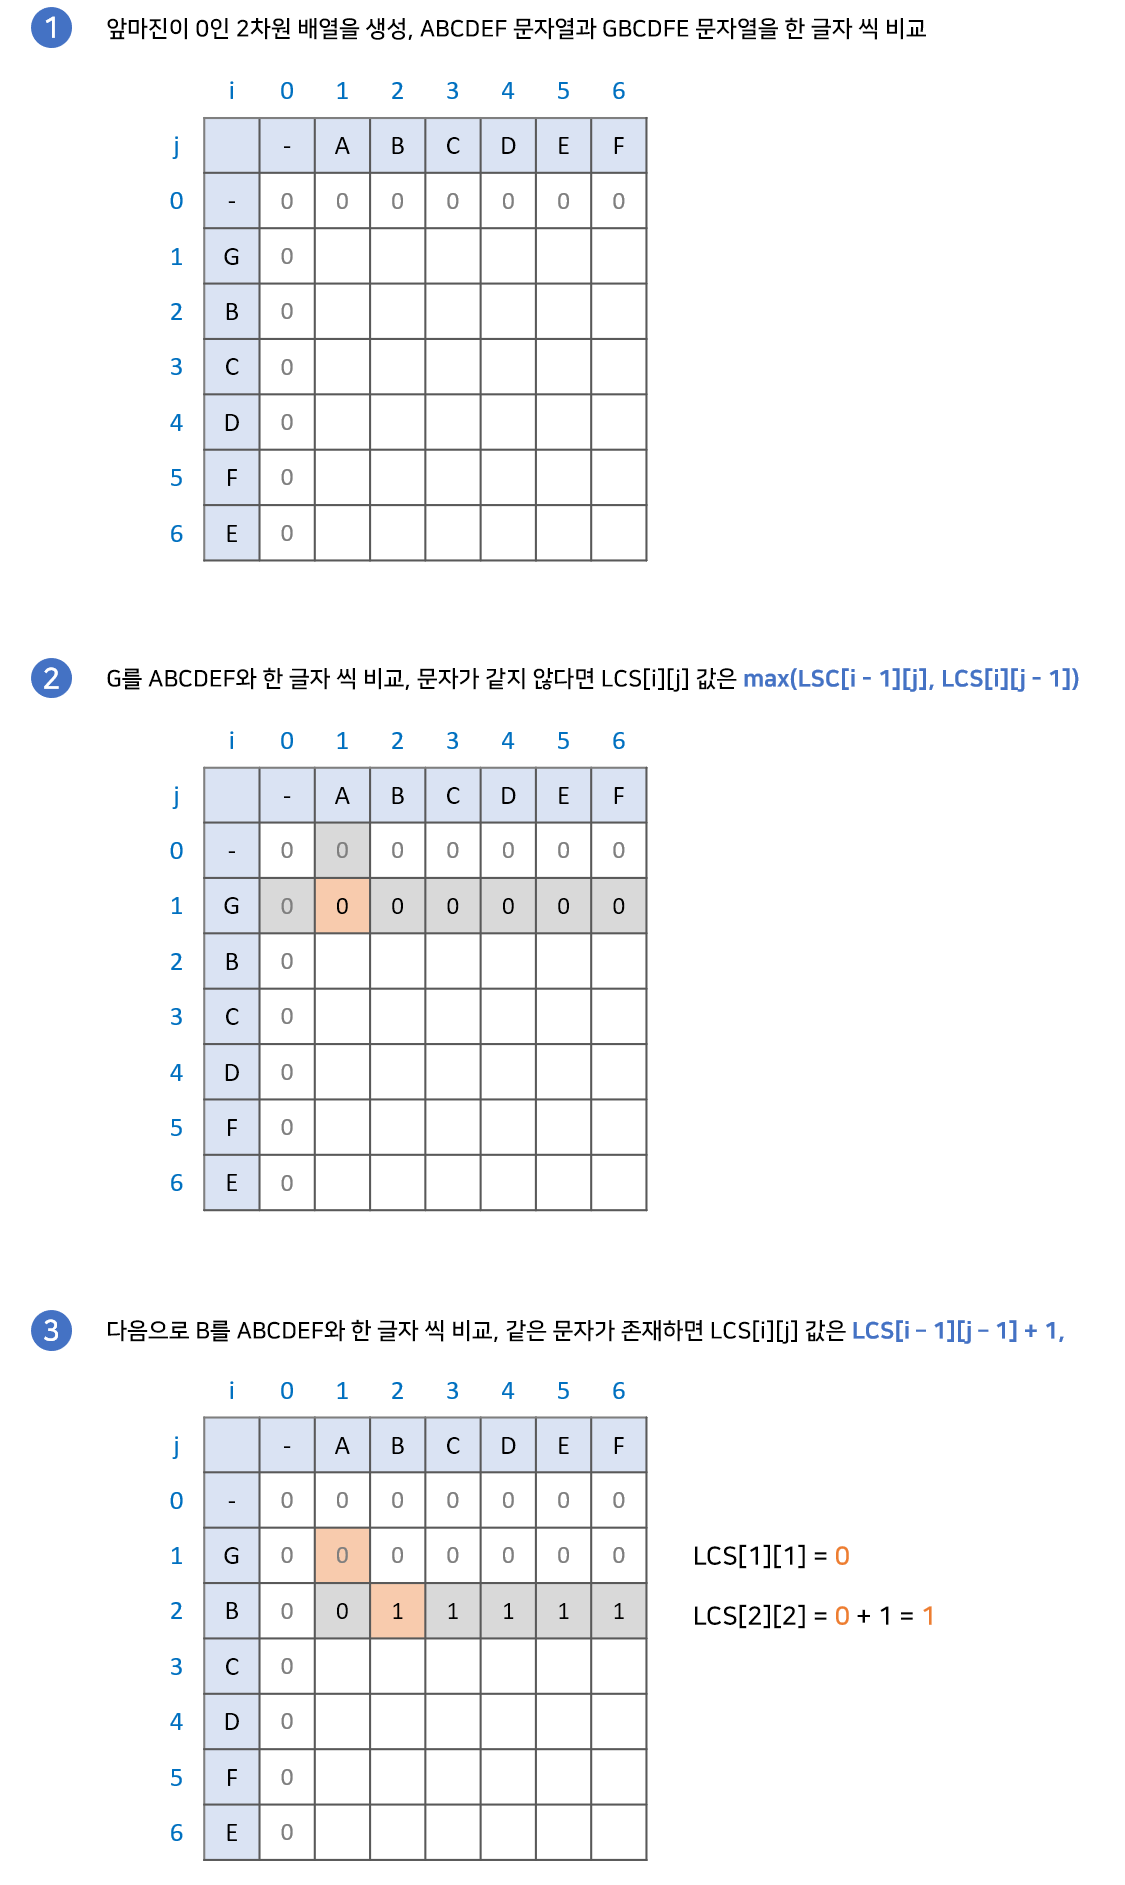 1 앞마진이 0인 2차원 배열을 생성, ABCDEF 문자열과 GBCDFE 문자열을 한 글자 씩 비교
i 0 1 2 3 4 5 6
j - A B C D E F
0 - 0 0 0 0 0 0 0
1 G 0
2 B 0
3 C 0
4 D 0
5 F 0
6 E 0
2 G를 ABCDEF와 한 글자 씩 비교, 문자가 같지 않다면 LCS[i][j] 값은 max(LSC[i - 1][j], LCS[i][j - 1])
i 0 1 2 3 4 5 6
j - A B C D E F
0 - 0 0 0 0 0 0 0
1 G 0 0 0 0 0 0 0
2 B 0
3 C 0
4 D 0
5 F 0
6 E 0
3 다음으로 B를 ABCDEF와 한 글자 씩 비교, 같은 문자가 존재하면 LCS[i][j] 값은 LCS[i – 1][j – 1] + 1,
i 0 1 2 3 4 5 6
j - A B C D E F
0 - 0 0 0 0 0 0 0
1 G 0 0 0 0 0 0 0 LCS[1][1] = 0
2 B 0 0 1 1 1 1 1 LCS[2][2] = 0 + 1 = 1
3 C 0
4 D 0
5 F 0
6 E 0